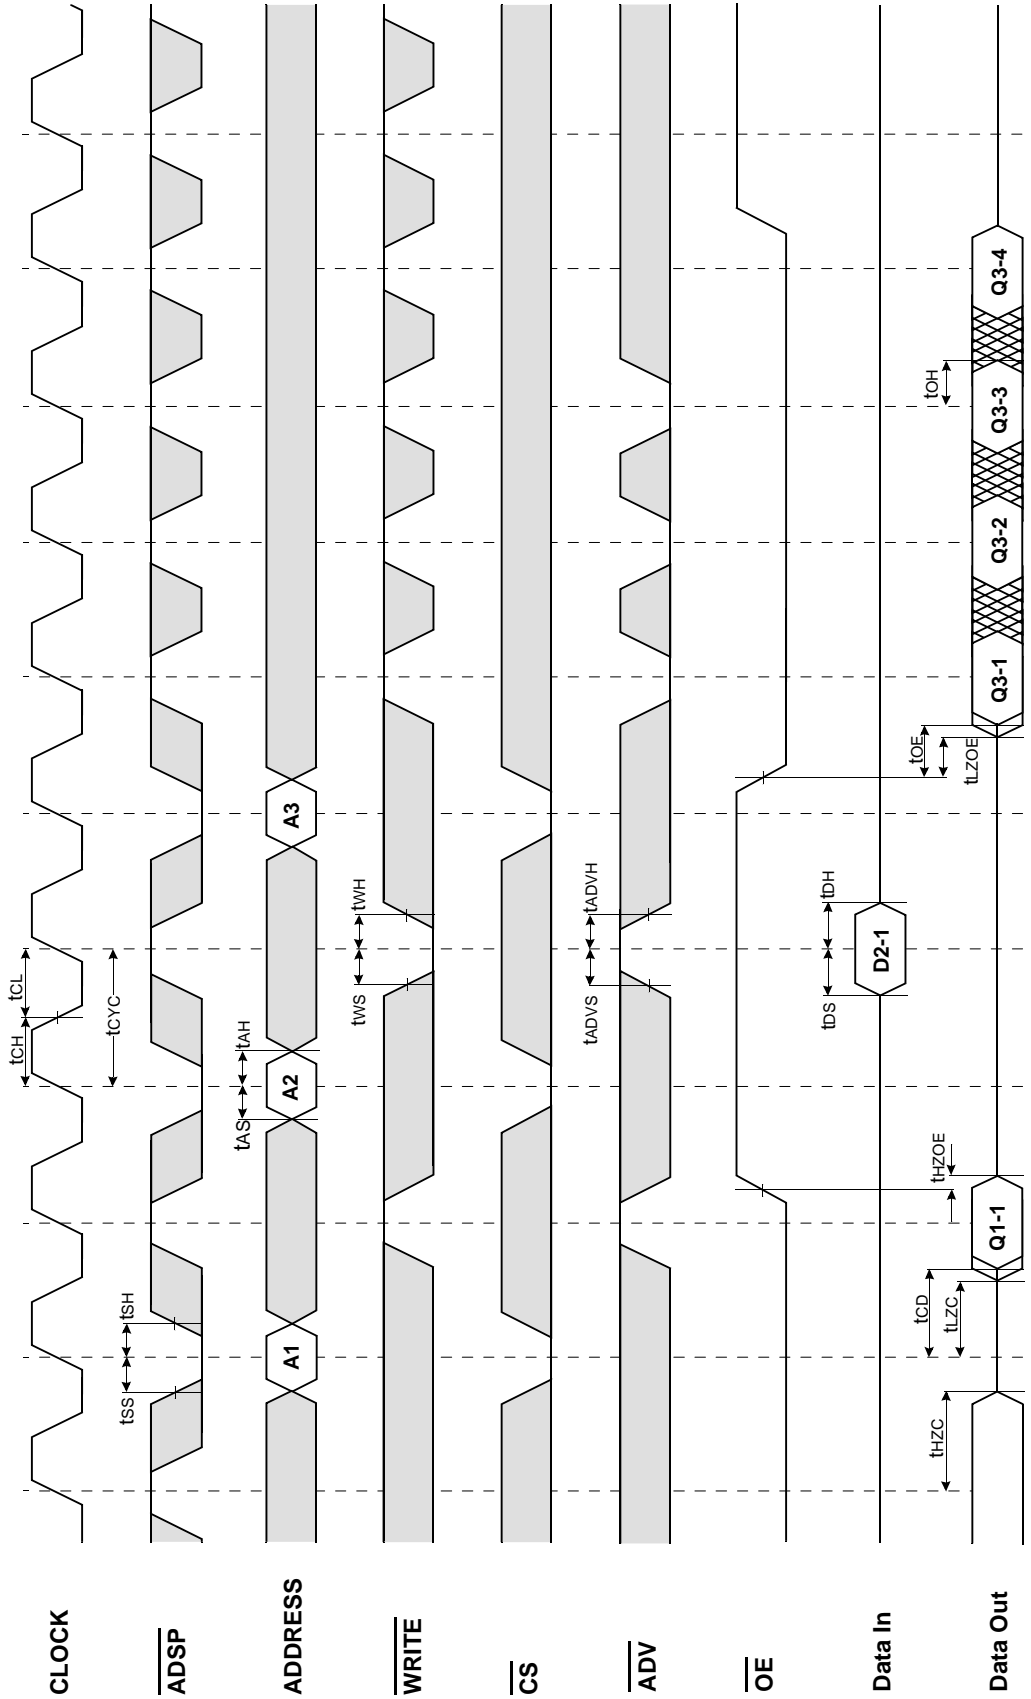 CLOCK
tCH
tCL
tCYC
ADSP
tSS
tSH
ADDRESS
tAS
tAH
A1
A2
A3
WRITE
tWS
tWH
CS
ADV
tADVS
tADVH
OE
Data In
tDS
tDH
D2-1
Data Out
tHZC
tCD
tLZC
tHZOE
tOE
tLZOE
tOH
Q1-1
Q3-1
Q3-2
Q3-3
Q3-4